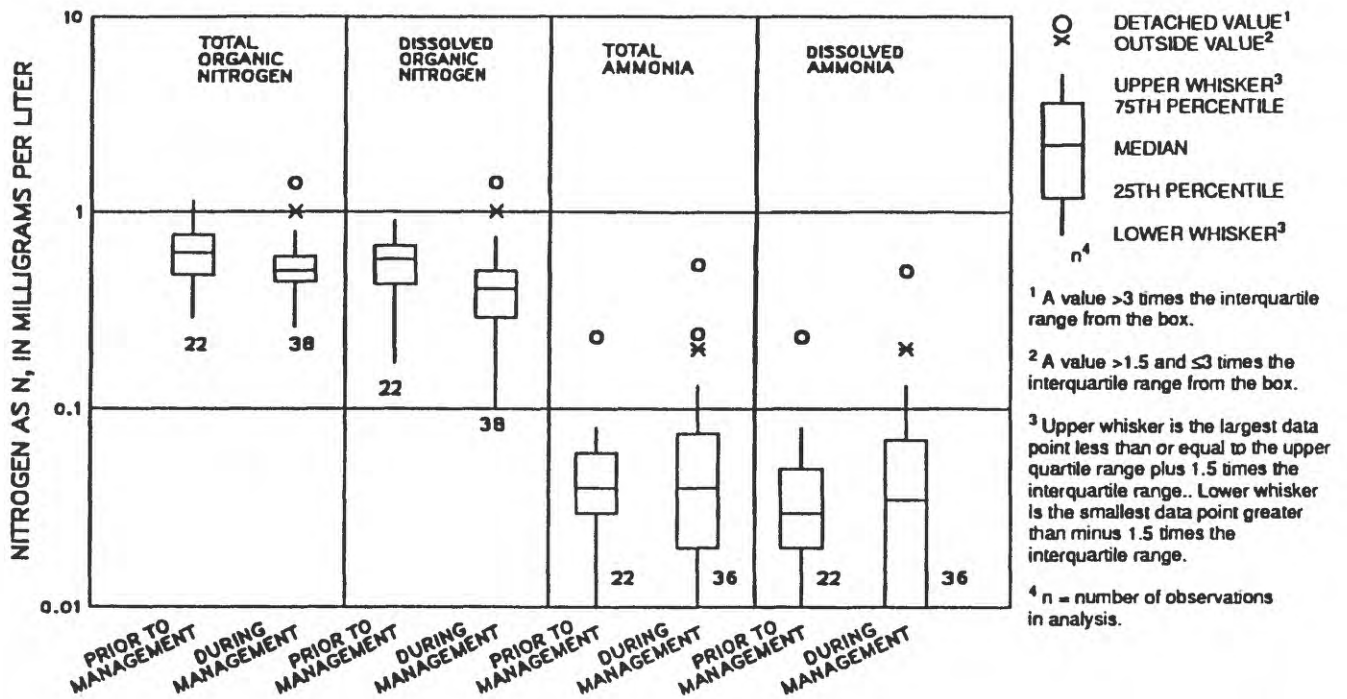 NITROGEN AS N, IN MILLIGRAMS PER LITER
10
1
0.1
0.01
TOTAL
ORGANIC
NITROGEN
22
38
DISSOLVED
ORGANIC
NITROGEN
22
38
TOTAL
AMMONIA
22
36
DISSOLVED
AMMONIA
22
36
PRIOR TO
MANAGEMENT
DURING
MANAGEMENT
PRIOR TO
MANAGEMENT
DURING
MANAGEMENT
PRIOR TO
MANAGEMENT
DURING
MANAGEMENT
PRIOR TO
MANAGEMENT
DURING
MANAGEMENT
DETACHED VALUE¹
OUTSIDE VALUE²
UPPER WHISKER³
75TH PERCENTILE
MEDIAN
25TH PERCENTILE
LOWER WHISKER³
n⁴
¹ A value >3 times the interquartile
range from the box.
² A value >1.5 and ≤3 times the
interquartile range from the box.
³ Upper whisker is the largest data
point less than or equal to the upper
quartile range plus 1.5 times the
interquartile range.. Lower whisker
is the smallest data point greater
than minus 1.5 times the
interquartile range.
⁴ n = number of observations
in analysis.